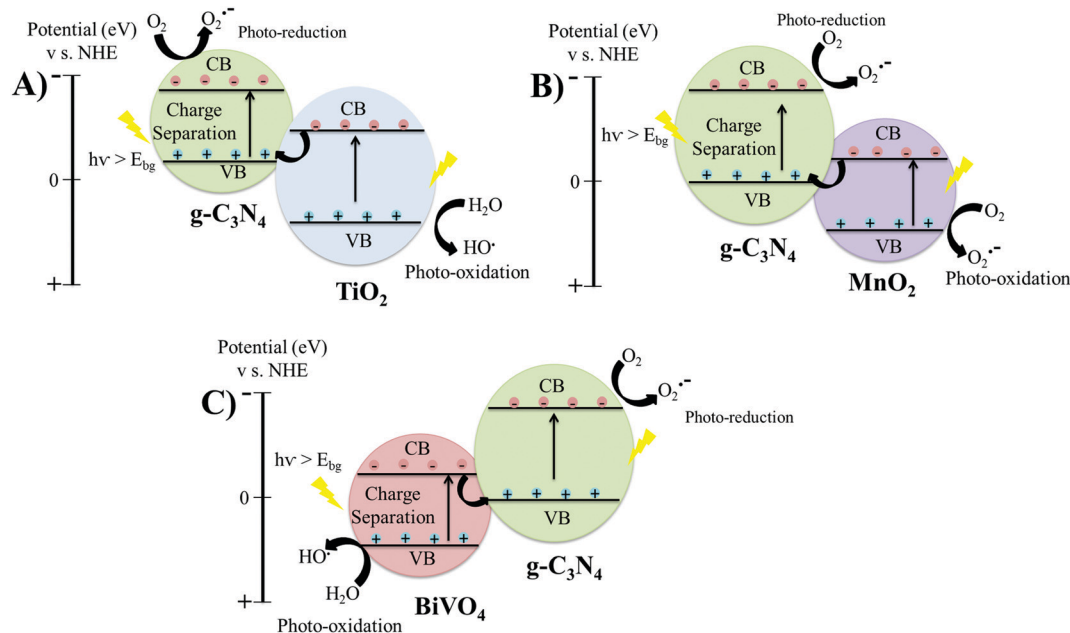 Potential (eV)
v s. NHE
A)
-
0
+
O₂
O₂·-
Photo-reduction
CB
- - - -
Charge
Separation
+ + + +
VB
hν > Ebg
g-C₃N₄
CB
- - - -
+ + + +
VB
H₂O
HO·
Photo-oxidation
TiO₂
Potential (eV)
v s. NHE
B)
-
0
+
Photo-reduction
O₂
O₂·-
CB
- - - -
Charge
Separation
+ + + +
VB
hν > Ebg
g-C₃N₄
CB
- - - -
+ + + +
VB
O₂
O₂·-
Photo-oxidation
MnO₂
Potential (eV)
v s. NHE
C)
-
0
+
hν > Ebg
CB
- - - -
Charge
Separation
+ + + +
VB
HO·
H₂O
Photo-oxidation
BiVO₄
O₂
O₂·-
Photo-reduction
CB
- - - -
+ + + +
VB
g-C₃N₄